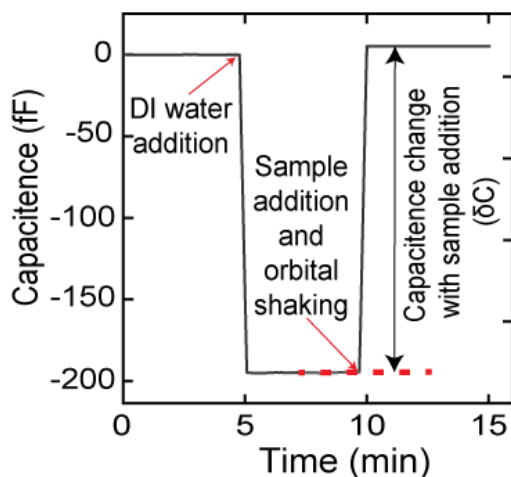 Capacitence (fF)
0
-50
-100
-150
-200
DI water
addition
Sample
addition
and
orbital
shaking
Capacitence change
with sample addition
(δC)
0
5
10
15
Time (min)